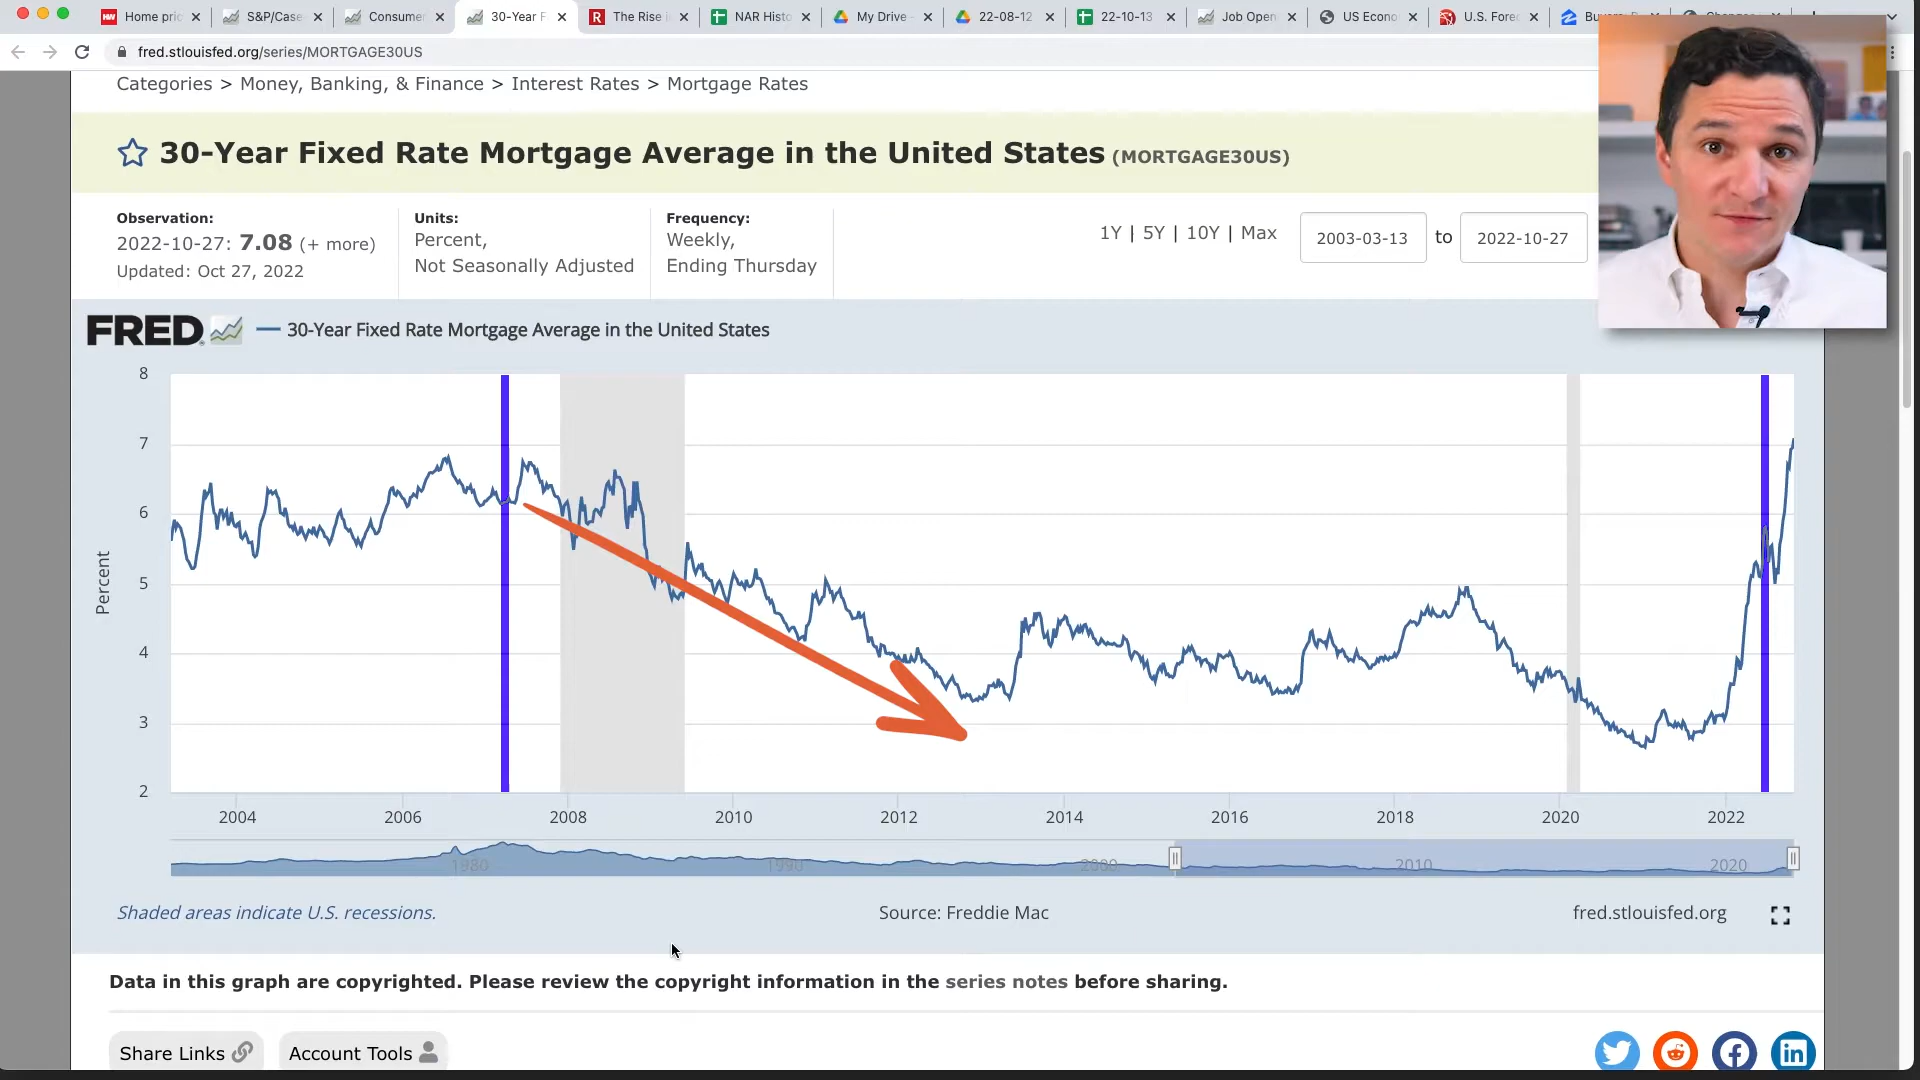 Home pric
S&P/Case
Consumer
30-Year F
The Rise i
NAR Histo
My Drive -
22-08-12
22-10-13
Job Open
US Econo
U.S. Fore
fred.stlouisfed.org/series/MORTGAGE30US
Categories > Money, Banking, & Finance > Interest Rates > Mortgage Rates
30-Year Fixed Rate Mortgage Average in the United States (MORTGAGE30US)
Observation:
2022-10-27: 7.08 (+ more)
Updated: Oct 27, 2022
Units:
Percent,
Not Seasonally Adjusted
Frequency:
Weekly,
Ending Thursday
1Y | 5Y | 10Y | Max
2003-03-13 to 2022-10-27
FRED
30-Year Fixed Rate Mortgage Average in the United States
8
7
6
5
4
3
2
Percent
2004 2006 2008 2010 2012 2014 2016 2018 2020 2022
1980 1990 2000 2010 2020
Shaded areas indicate U.S. recessions.
Source: Freddie Mac
fred.stlouisfed.org
Data in this graph are copyrighted. Please review the copyright information in the series notes before sharing.
Share Links
Account Tools